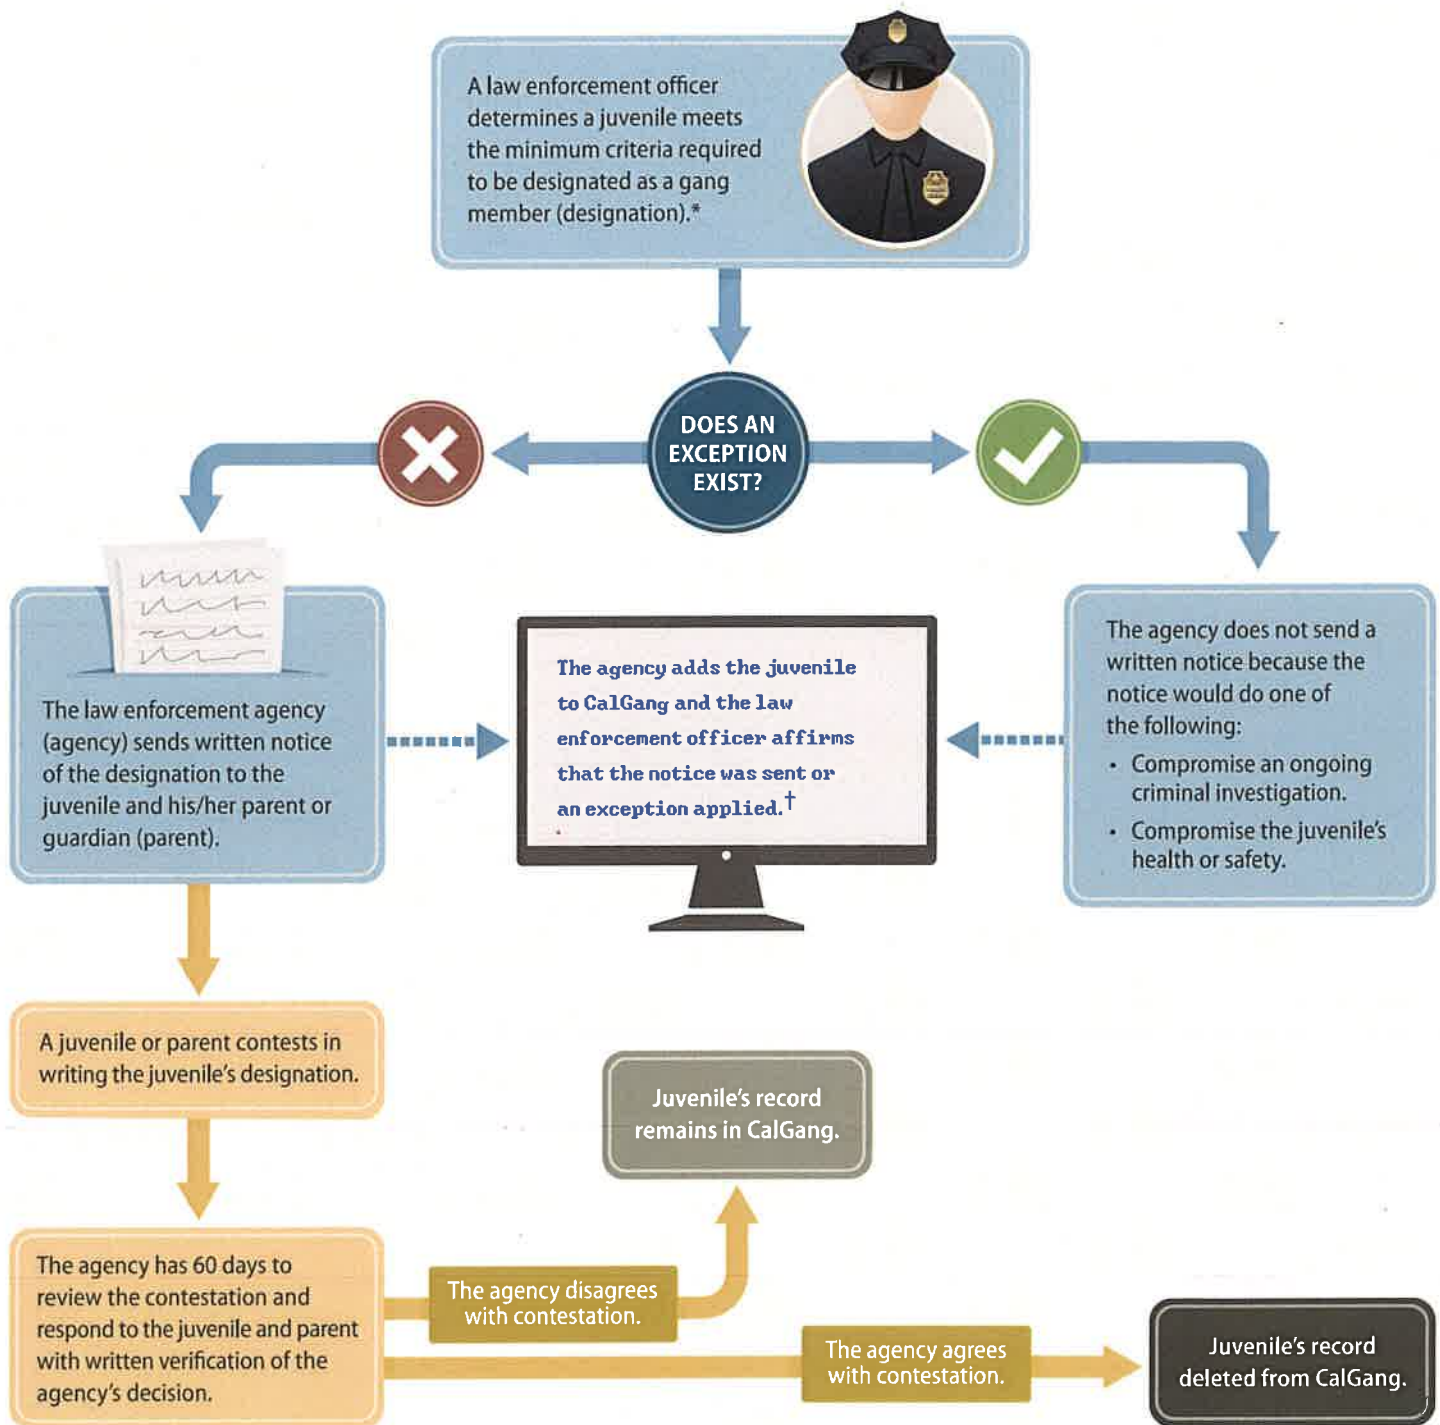 A law enforcement officer
determines a juvenile meets
the minimum criteria required
to be designated as a gang
member (designation).*
DOES AN
EXCEPTION
EXIST?
The law enforcement agency
(agency) sends written notice
of the designation to the
juvenile and his/her parent or
guardian (parent).
The agency adds the juvenile
to CalGang and the law
enforcement officer affirms
that the notice was sent or
an exception applied.†
The agency does not send a
written notice because the
notice would do one of
the following:
• Compromise an ongoing
criminal investigation.
• Compromise the juvenile's
health or safety.
A juvenile or parent contests in
writing the juvenile's designation.
Juvenile's record
remains in CalGang.
The agency has 60 days to
review the contestation and
respond to the juvenile and parent
with written verification of the
agency's decision.
The agency disagrees
with contestation.
The agency agrees
with contestation.
Juvenile's record
deleted from CalGang.